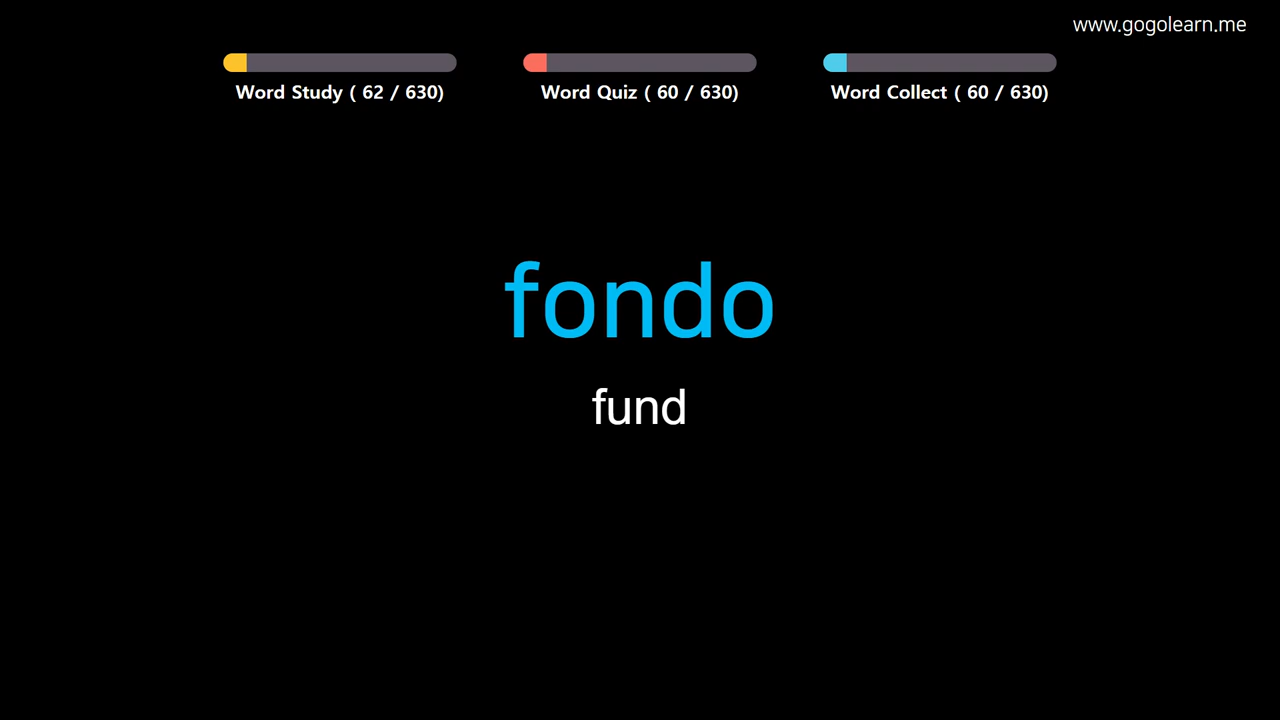 www.gogolearn.me
Word Study ( 62 / 630)
Word Quiz ( 60 / 630)
Word Collect ( 60 / 630)
fondo
fund